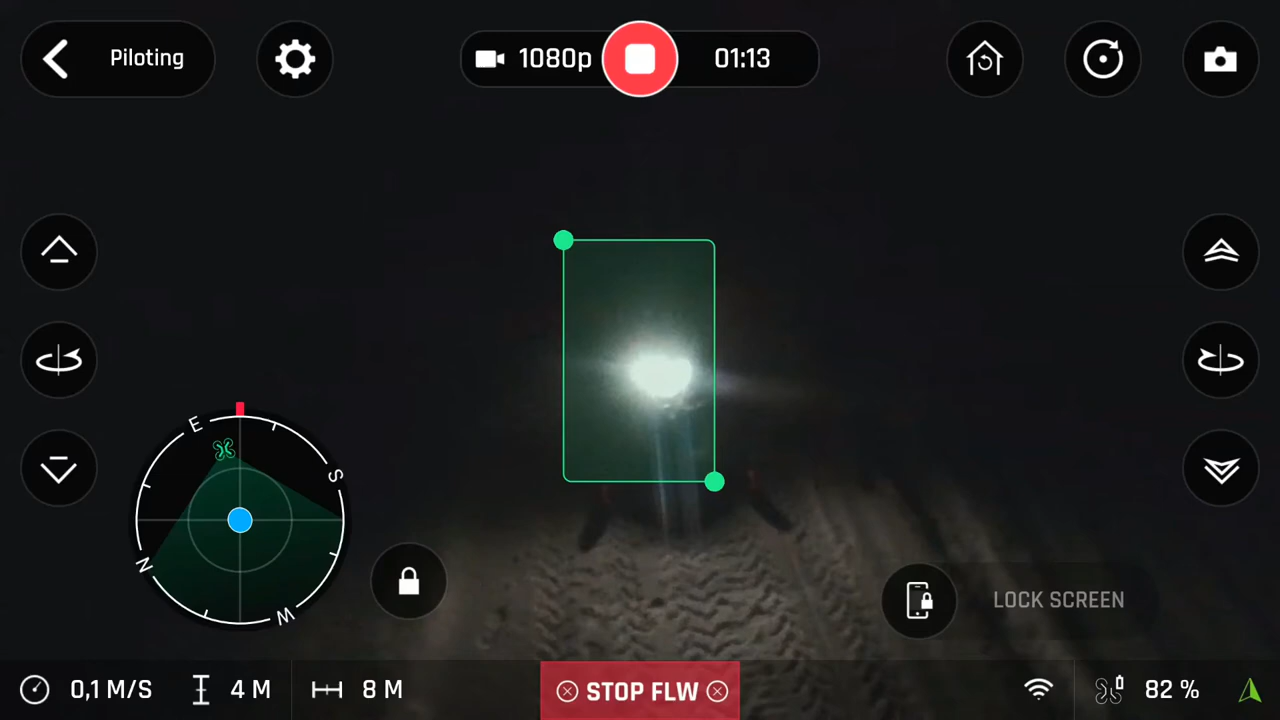 Piloting
1080p
01:13
E
S
N
W
LOCK SCREEN
0,1 M/S
4 M
8 M
STOP FLW
82 %